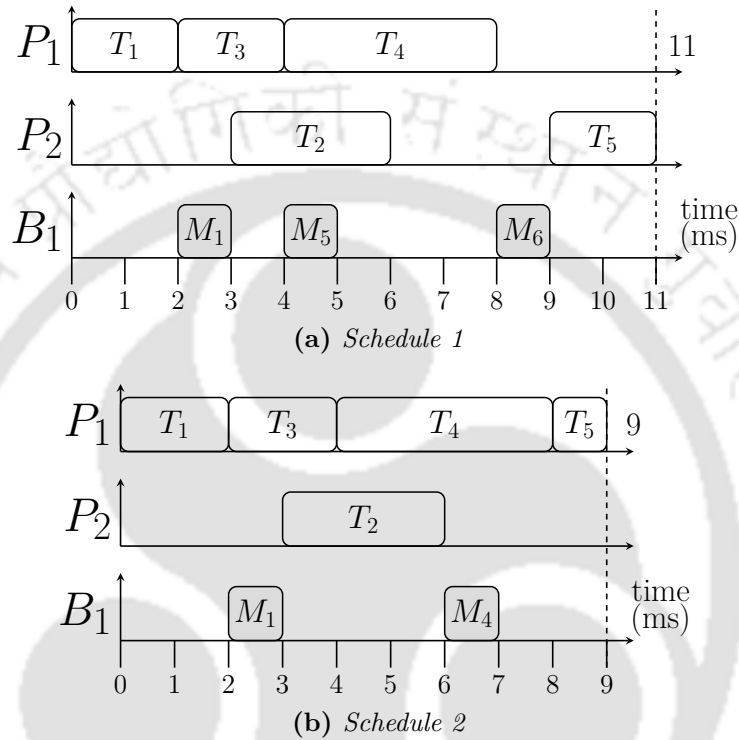 P1 T1 T3 T4 11
P2 T2 T5
B1 M1 M5 M6 time (ms)
0 1 2 3 4 5 6 7 8 9 10 11
(a) Schedule 1
P1 T1 T3 T4 T5 9
P2 T2
B1 M1 M4 time (ms)
0 1 2 3 4 5 6 7 8 9
(b) Schedule 2